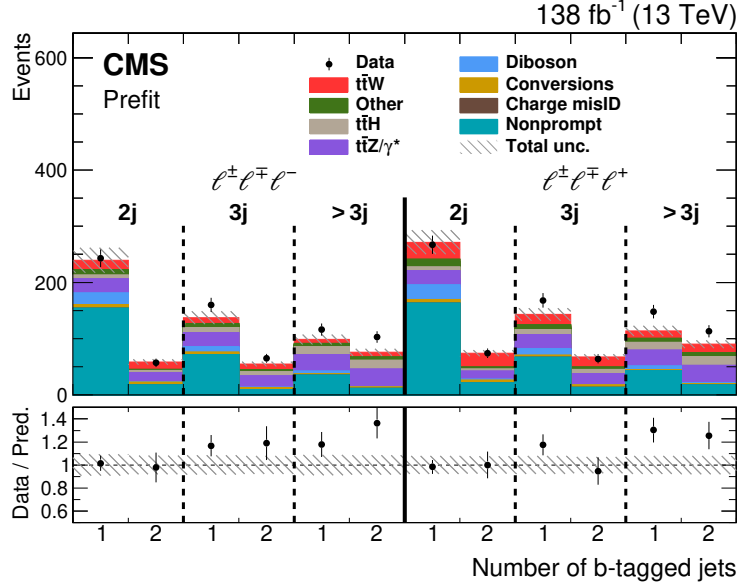 138 fb⁻¹ (13 TeV)
Events
600
400
200
0
CMS
Prefit
Data
tt̄W
Other
tt̄H
tt̄Z/γ*
Diboson
Conversions
Charge misID
Nonprompt
Total unc.
ℓ±ℓ∓ℓ⁻
ℓ±ℓ∓ℓ⁺
2j 3j > 3j 2j 3j > 3j
Data / Pred.
1.4
1.2
1
0.8
0.6
1 2 1 2 1 2 1 2 1 2 1 2
Number of b-tagged jets